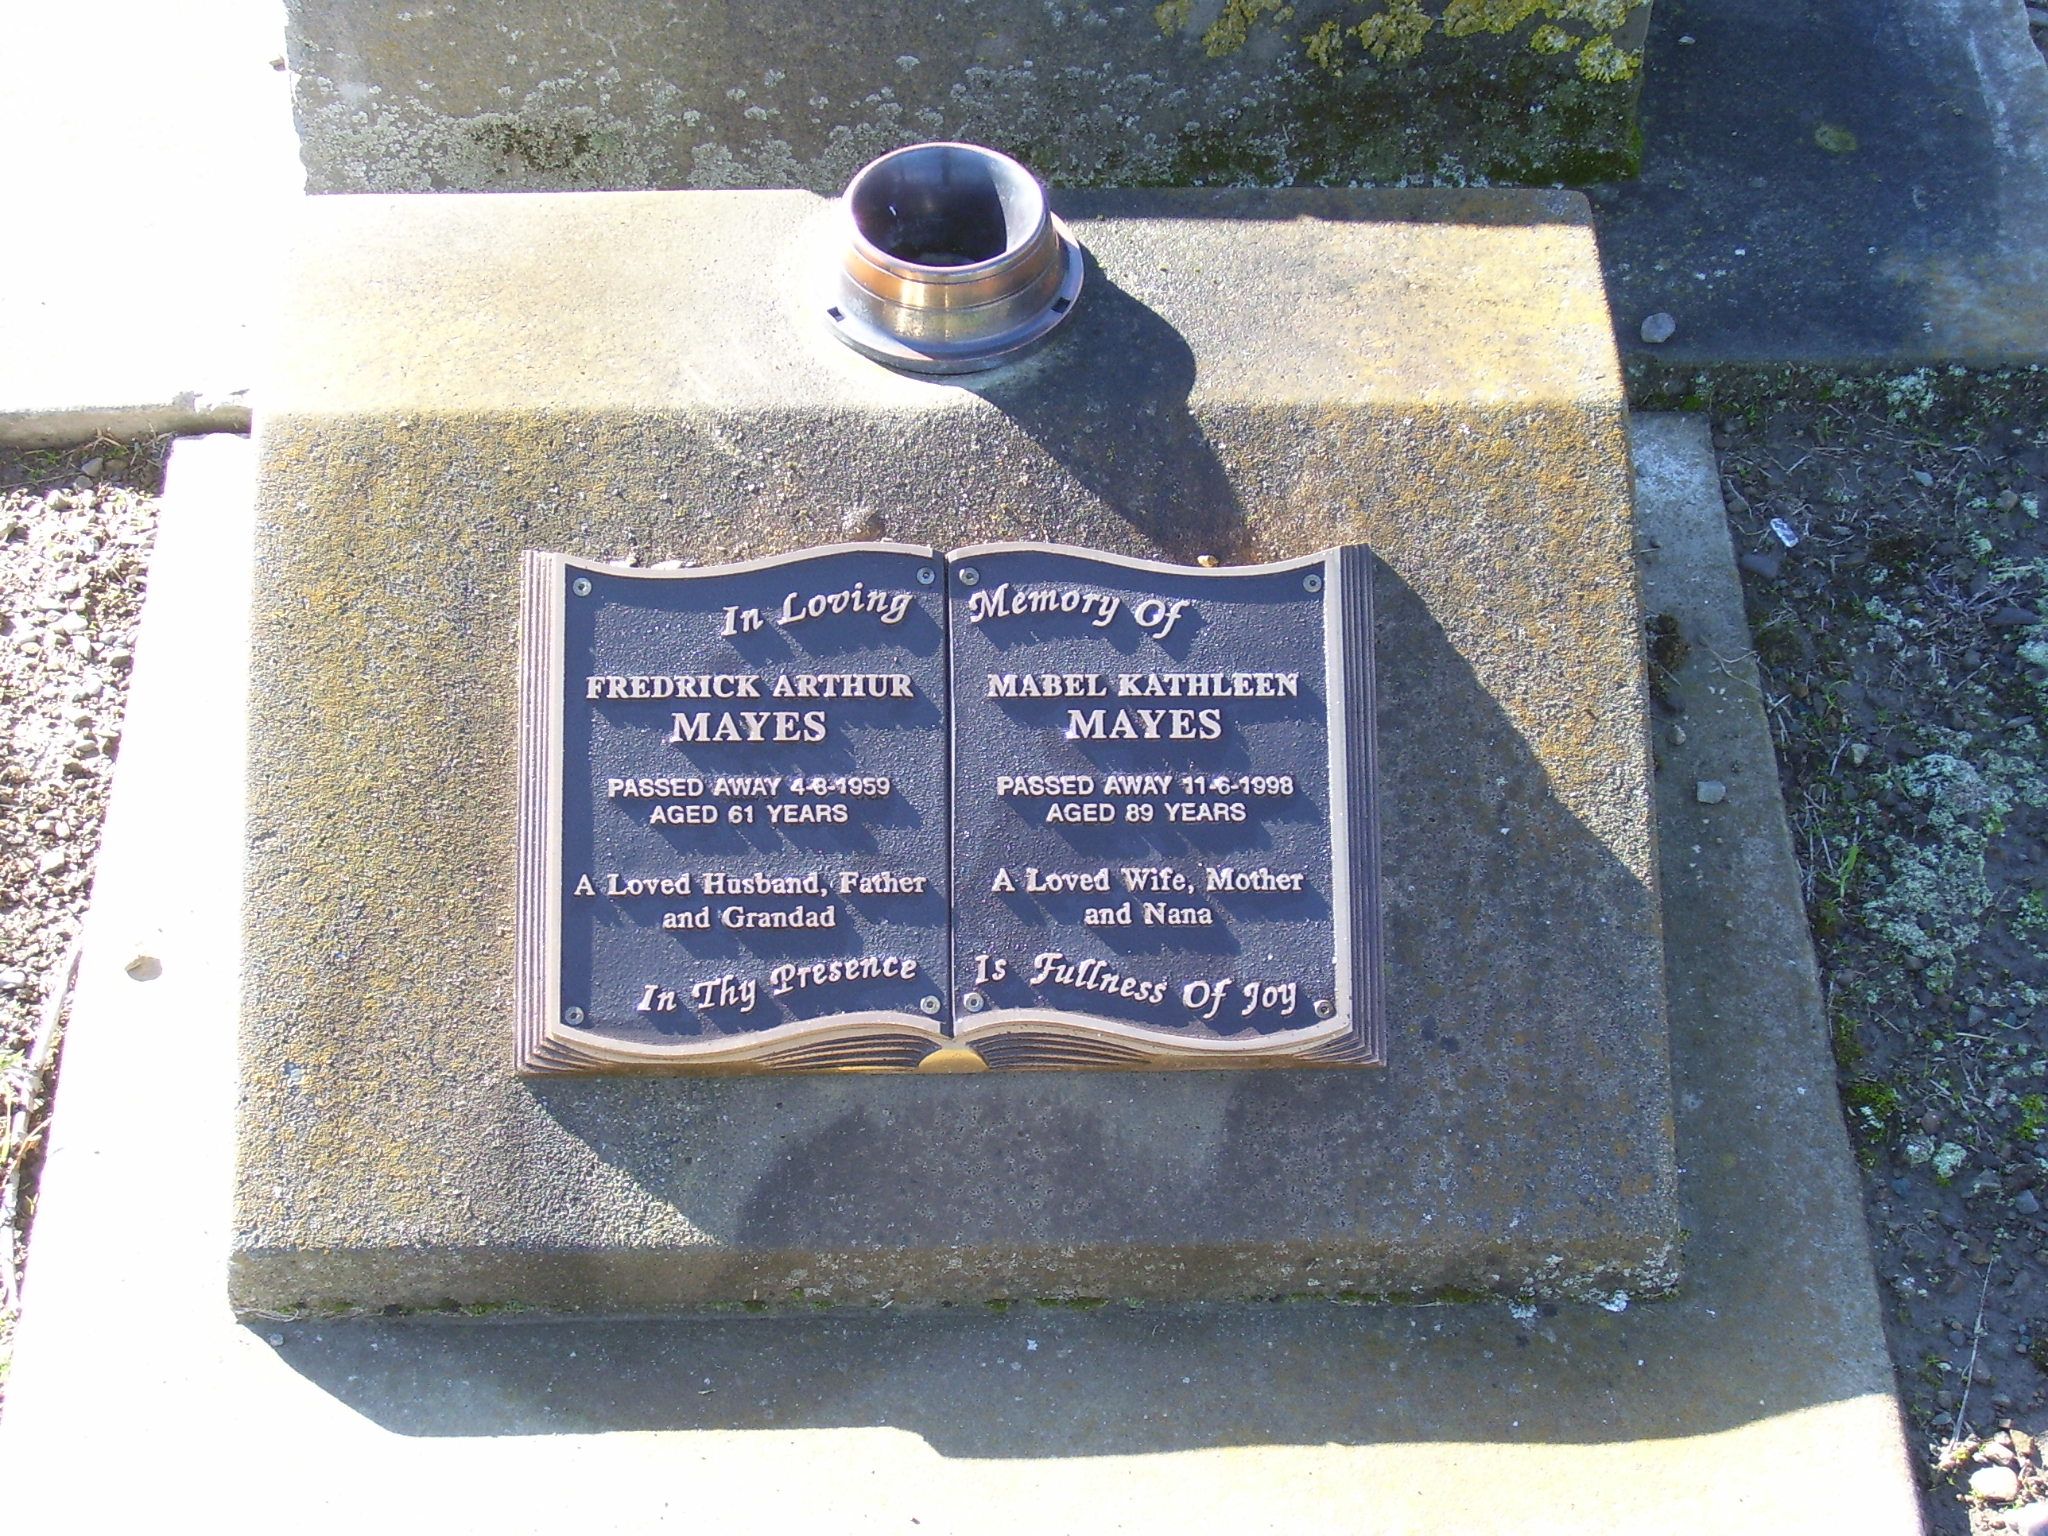 In Loving Memory Of
FREDRICK ARTHUR
MAYES
PASSED AWAY 4-8-1959
AGED 61 YEARS
A Loved Husband, Father
and Grandad
MABEL KATHLEEN
MAYES
PASSED AWAY 11-6-1998
AGED 89 YEARS
A Loved Wife, Mother
and Nana
In Thy Presence Is Fullness Of Joy